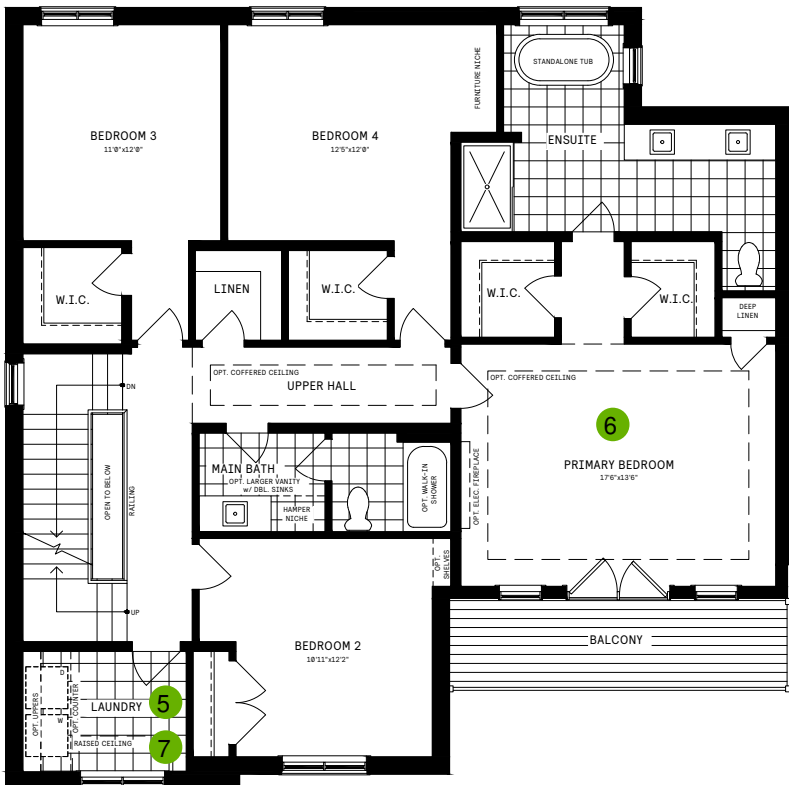 STANDALONE TUB
FURNITURE NICHE
BEDROOM 3
11'0"x12'0"
BEDROOM 4
12'5"x12'0"
ENSUITE
W.I.C.
LINEN
W.I.C.
W.I.C.
W.I.C.
DEEP
LINEN
OPT. COFFERED CEILING
UPPER HALL
OPT. COFFERED CEILING
DN
6
PRIMARY BEDROOM
17'6"x13'6"
OPEN TO BELOW
RAILING
MAIN BATH
OPT. LARGER VANITY
w/ DBL. SINKS
HAMPER
NICHE
OPT. WALK-IN
SHOWER
OPT. ELEC. FIREPLACE
OPT.
SHELVES
UP
BEDROOM 2
10'11"x12'2"
BALCONY
D
W
OPT. UPPERS
OPT. COUNTER
LAUNDRY
5
RAISED CEILING
7